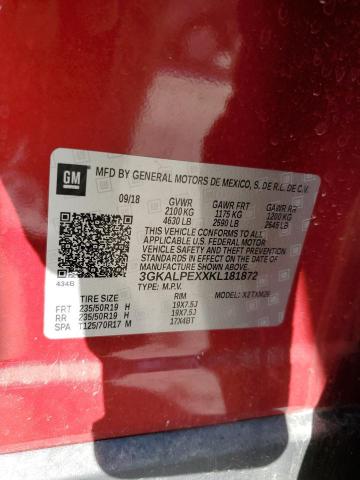 GM
MFD BY GENERAL MOTORS DE MEXICO, S. DE R.L. DE C.V.
09/18 GVWR GAWR FRT GAWR RR
2100 KG 1175 KG 1200 KG
4630 LB 2590 LB 2645 LB
THIS VEHICLE CONFORMS TO ALL
APPLICABLE U.S. FEDERAL MOTOR
VEHICLE SAFETY AND THEFT PREVENTION
STANDARDS IN EFFECT ON THE DATE OF
MANUFACTURE SHOWN ABOVE.
434B 3GKALPEXXKL181872
TYPE: M.P.V. MODEL:
TIRE SIZE RIM
FRT 235/50R19 H 19X7.5J
RR 235/50R19 H 19X7.5J
SPA T125/70R17 M 17X4BT